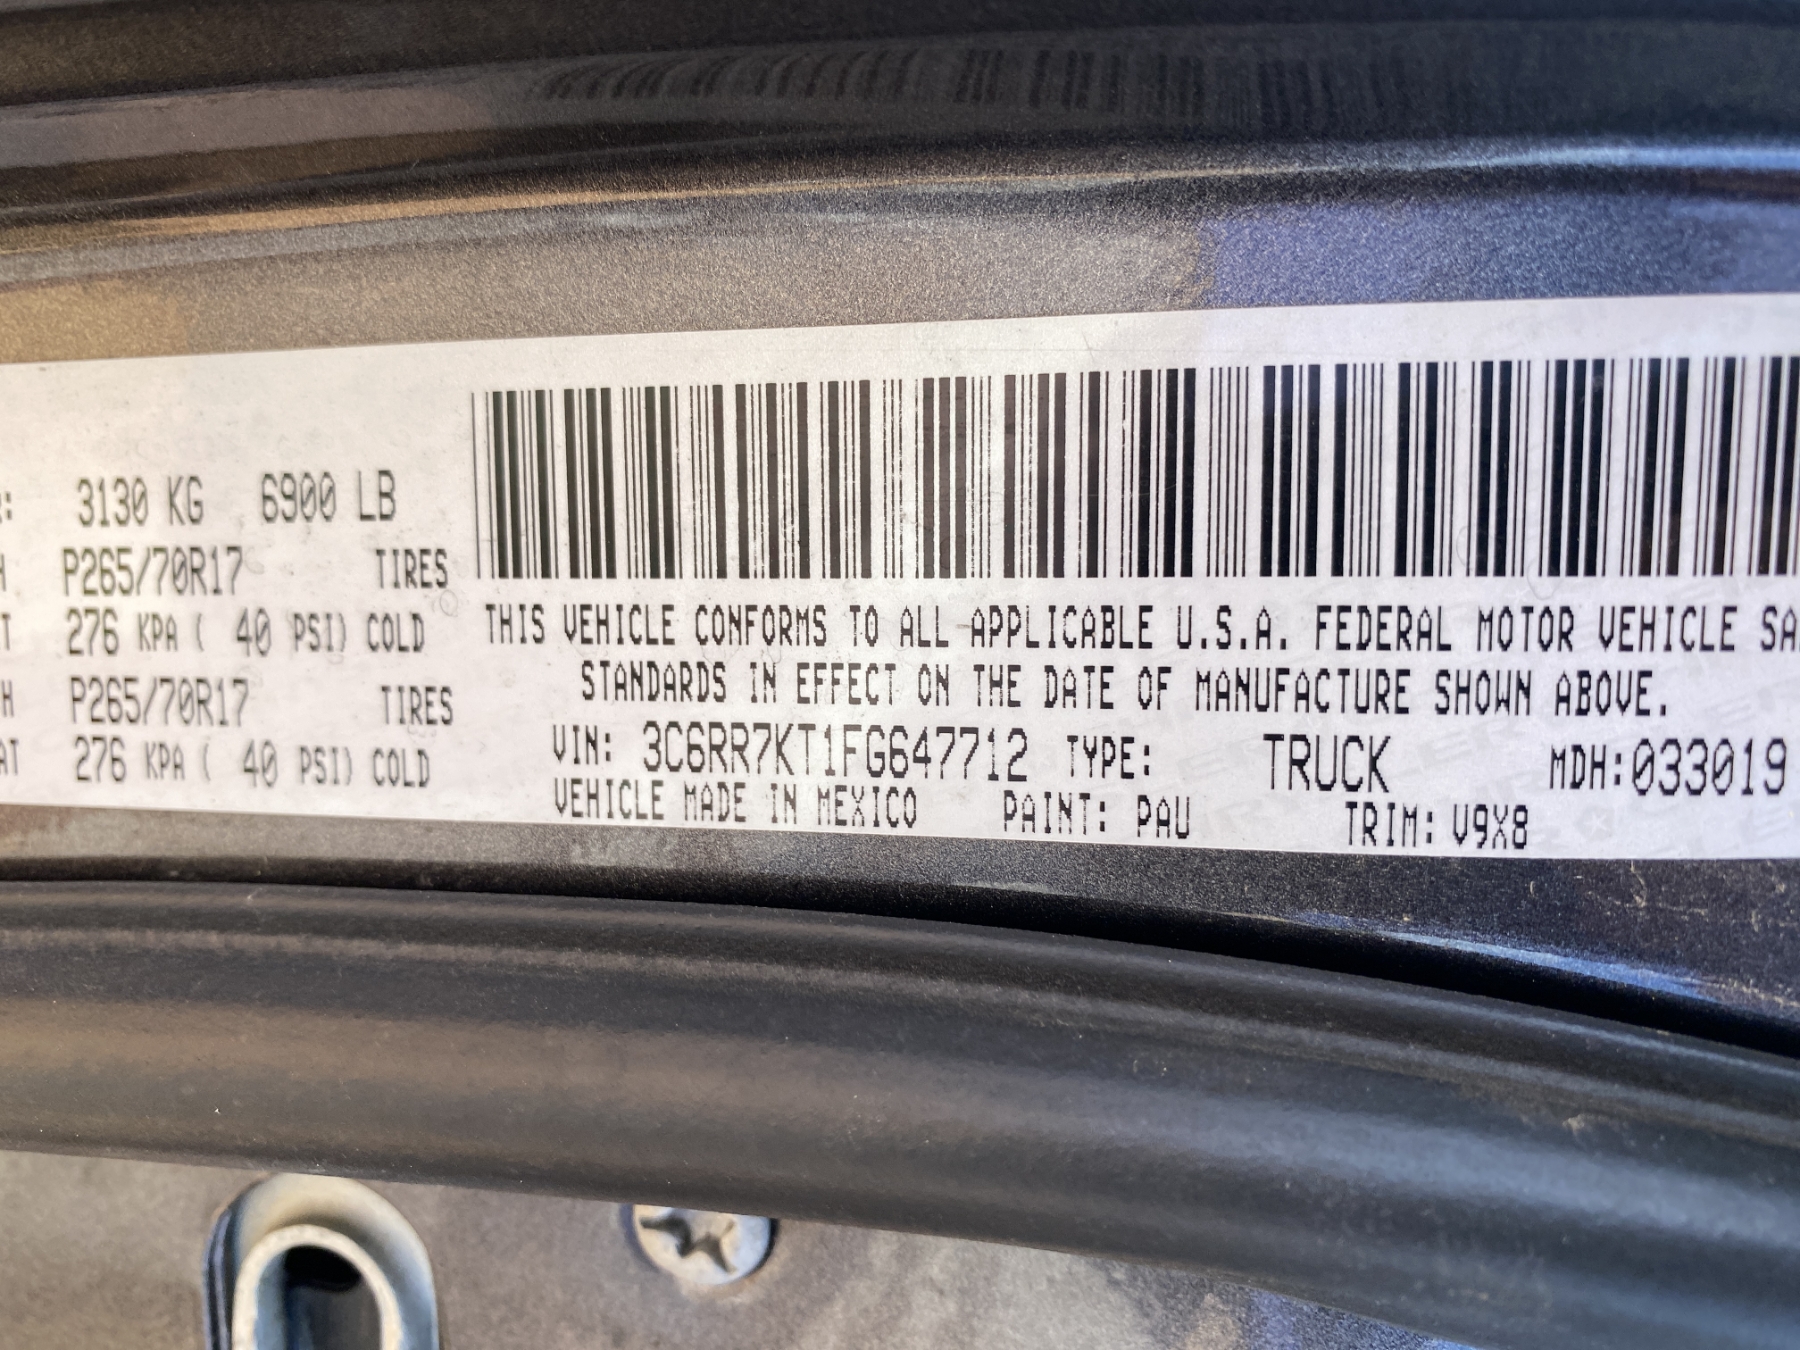 R: 3130 KG 6900 LB
H P265/70R17 TIRES
T 276 KPA ( 40 PSI) COLD
H P265/70R17 TIRES
AT 276 KPA ( 40 PSI) COLD
THIS VEHICLE CONFORMS TO ALL APPLICABLE U.S.A. FEDERAL MOTOR VEHICLE SA
STANDARDS IN EFFECT ON THE DATE OF MANUFACTURE SHOWN ABOVE.
VIN: 3C6RR7KT1FG647712 TYPE: TRUCK MDH:033019
VEHICLE MADE IN MEXICO PAINT: PAU TRIM: V9X8